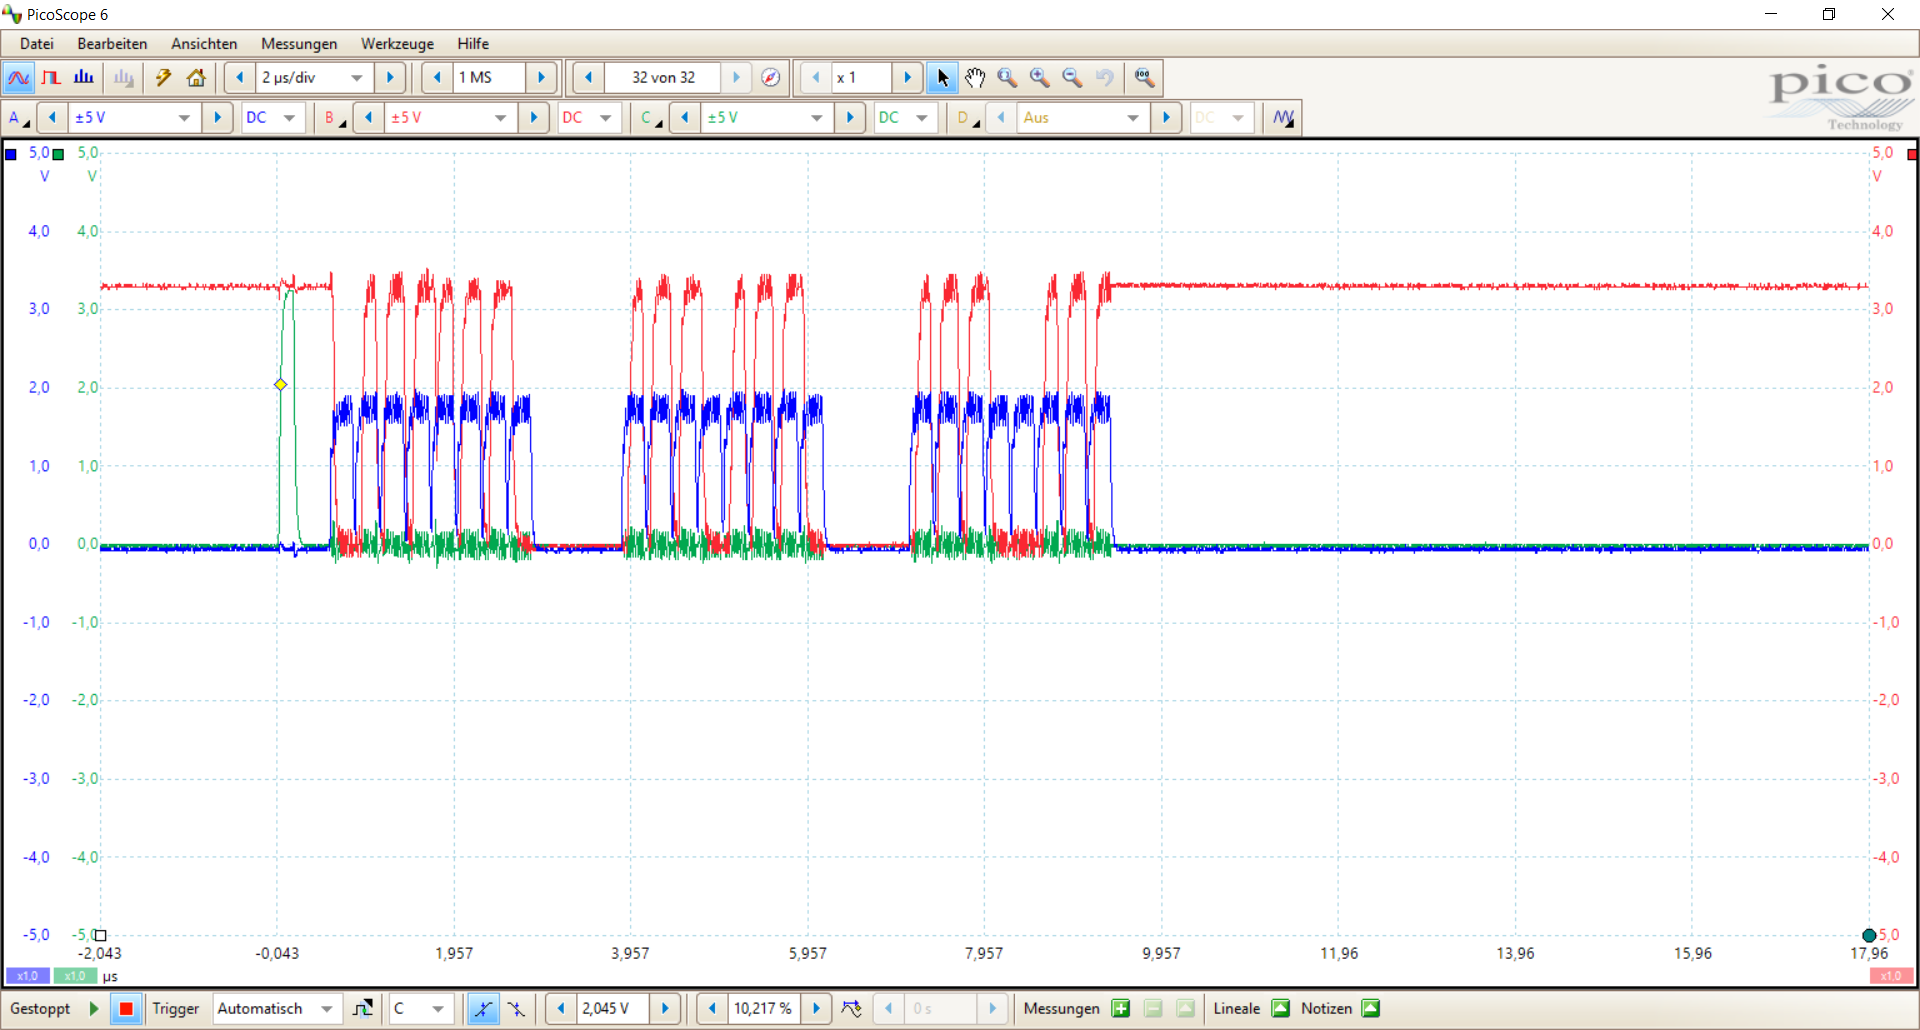 PicoScope 6
Datei Bearbeiten Ansichten Messungen Werkzeuge Hilfe
2 µs/div 1 MS 32 von 32 x 1
pico
Technology
A ±5 V DC B ±5 V DC C ±5 V DC D Aus DC
5,0 5,0 5,0
V V V
4,0 4,0 4,0
3,0 3,0 3,0
2,0 2,0 2,0
1,0 1,0 1,0
0,0 0,0 0,0
-1,0 -1,0 -1,0
-2,0 -2,0 -2,0
-3,0 -3,0 -3,0
-4,0 -4,0 -4,0
-5,0 -5,0 -5,0
-2,043 -0,043 1,957 3,957 5,957 7,957 9,957 11,96 13,96 15,96 17,96
x1,0 x1,0 µs x1,0
Gestoppt Trigger Automatisch C 2,045 V 10,217 % 0 s Messungen Lineale Notizen